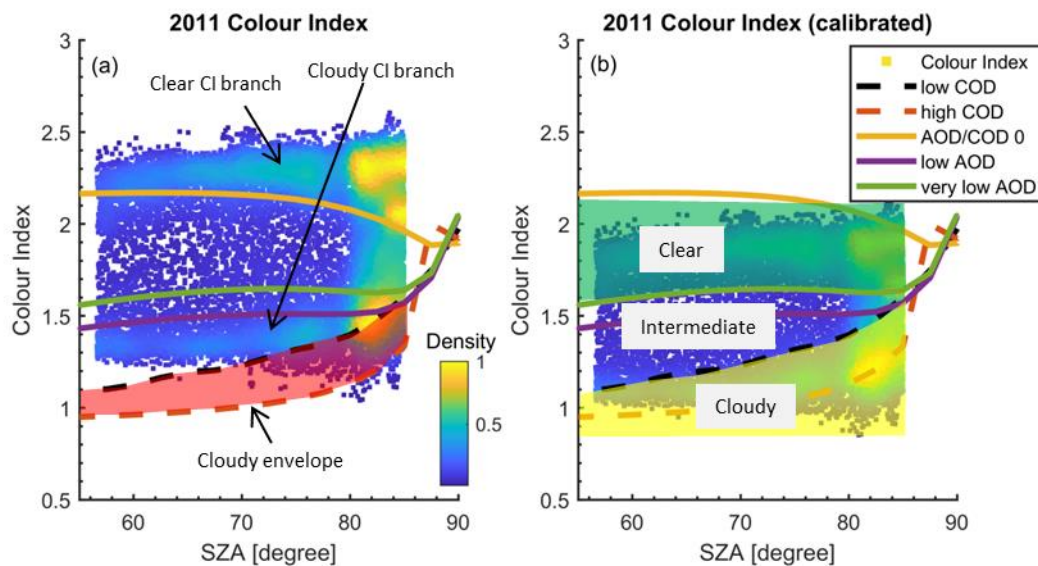 2011 Colour Index
(a)
Clear CI branch
Cloudy CI branch
Cloudy envelope
Density
1
0.5
3
2.5
2
1.5
1
0.5
Colour Index
60
70
80
90
SZA [degree]
2011 Colour Index (calibrated)
(b)
Colour Index
low COD
high COD
AOD/COD 0
low AOD
very low AOD
Clear
Intermediate
Cloudy
3
2.5
2
1.5
1
0.5
Colour Index
60
70
80
90
SZA [degree]